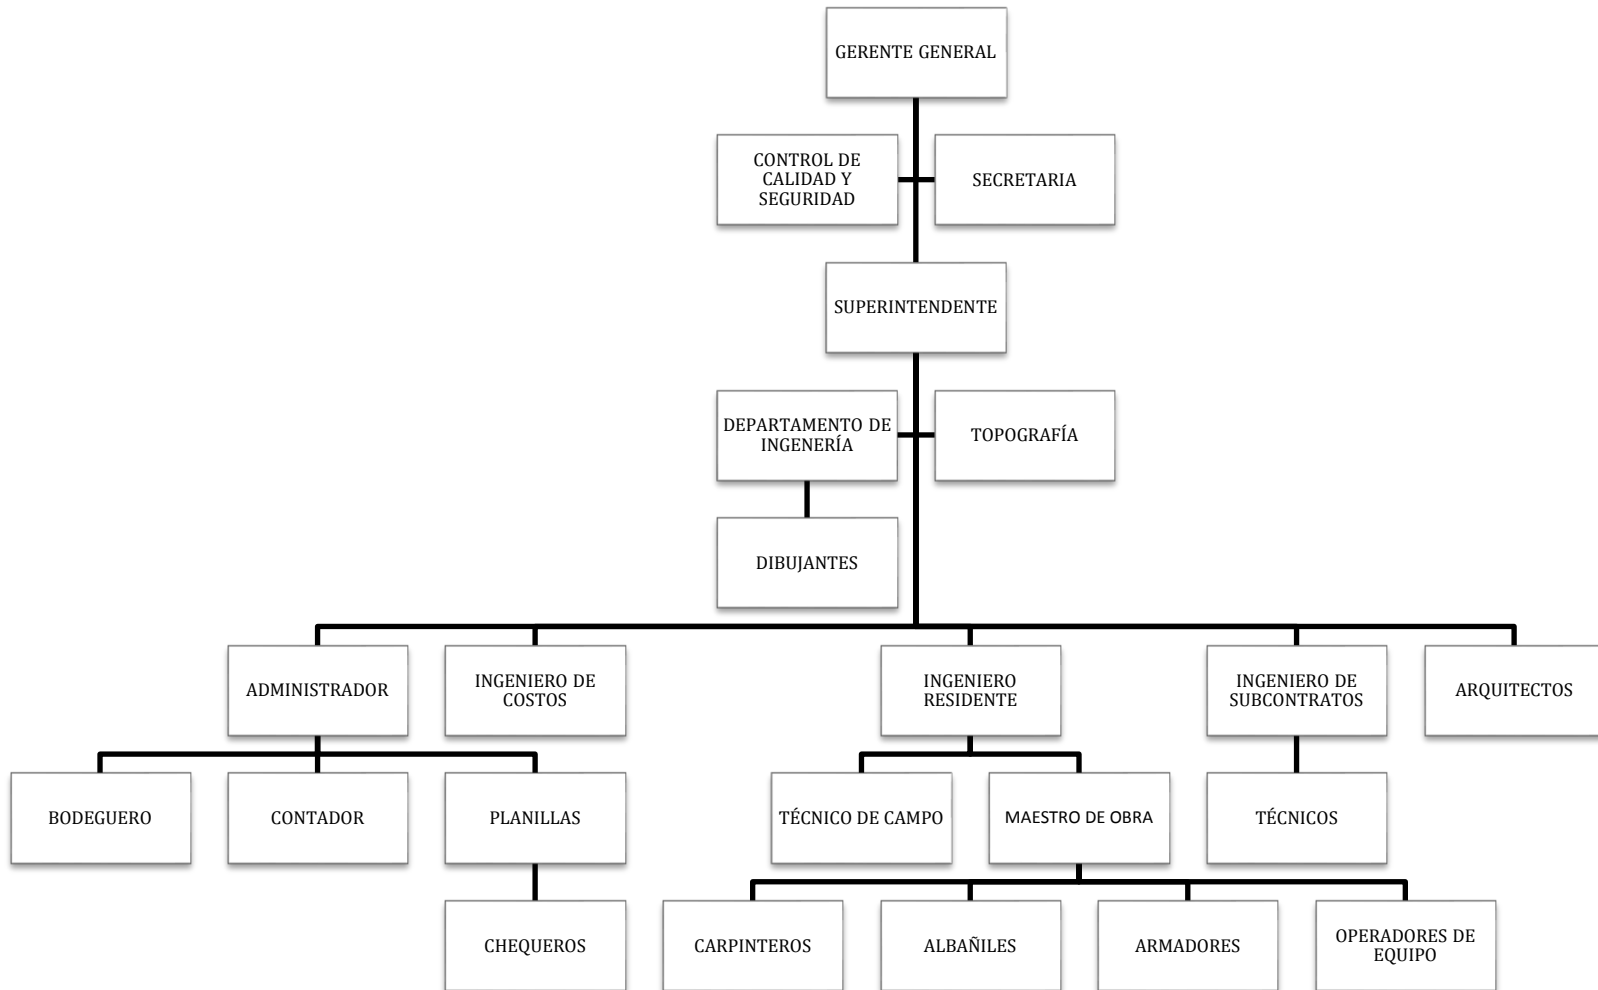 GERENTE GENERAL
CONTROL DE
CALIDAD Y
SEGURIDAD
SECRETARIA
SUPERINTENDENTE
DEPARTAMENTO DE
INGENERÍA
TOPOGRAFÍA
DIBUJANTES
ADMINISTRADOR
INGENIERO DE
COSTOS
INGENIERO
RESIDENTE
INGENIERO DE
SUBCONTRATOS
ARQUITECTOS
BODEGUERO
CONTADOR
PLANILLAS
TÉCNICO DE CAMPO
MAESTRO DE OBRA
TÉCNICOS
CHEQUEROS
CARPINTEROS
ALBAÑILES
ARMADORES
OPERADORES DE
EQUIPO